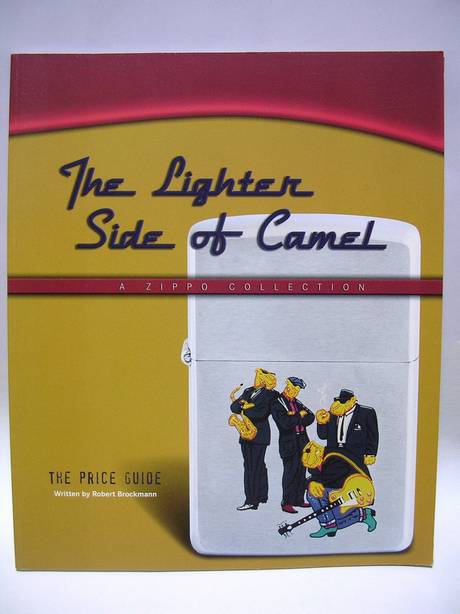 The Lighter
Side of Camel
A ZIPPO COLLECTION
THE PRICE GUIDE
Written by Robert Brockmann